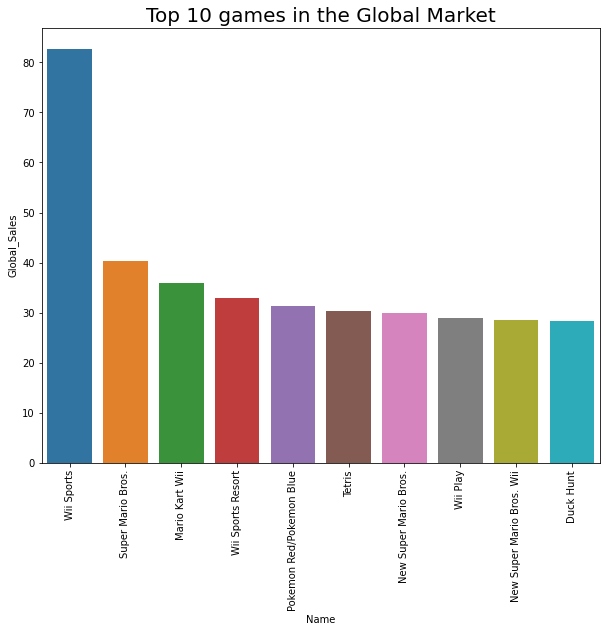 Top 10 games in the Global Market
Global_Sales
80
70
60
50
40
30
20
10
0
Wii Sports
Super Mario Bros.
Mario Kart Wii
Wii Sports Resort
Pokemon Red/Pokemon Blue
Tetris
New Super Mario Bros.
Wii Play
New Super Mario Bros. Wii
Duck Hunt
Name